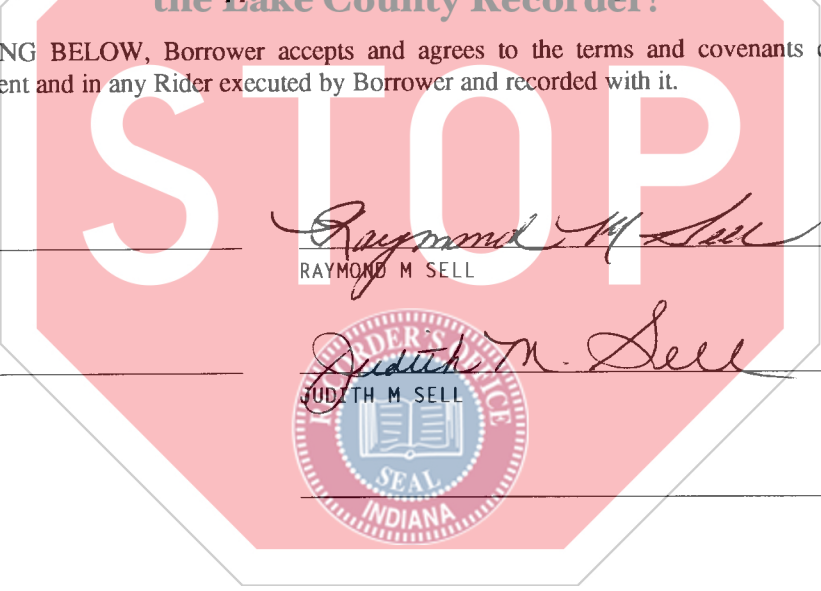 the Lake County Recorder!
NG BELOW, Borrower accepts and agrees to the terms and covenants
ent and in any Rider executed by Borrower and recorded with it.
STOP
Raymond M Sell
RAYMOND M SELL
Judith M. Sell
JUDITH M SELL
RECORDER'S OFFICE
SEAL
INDIANA